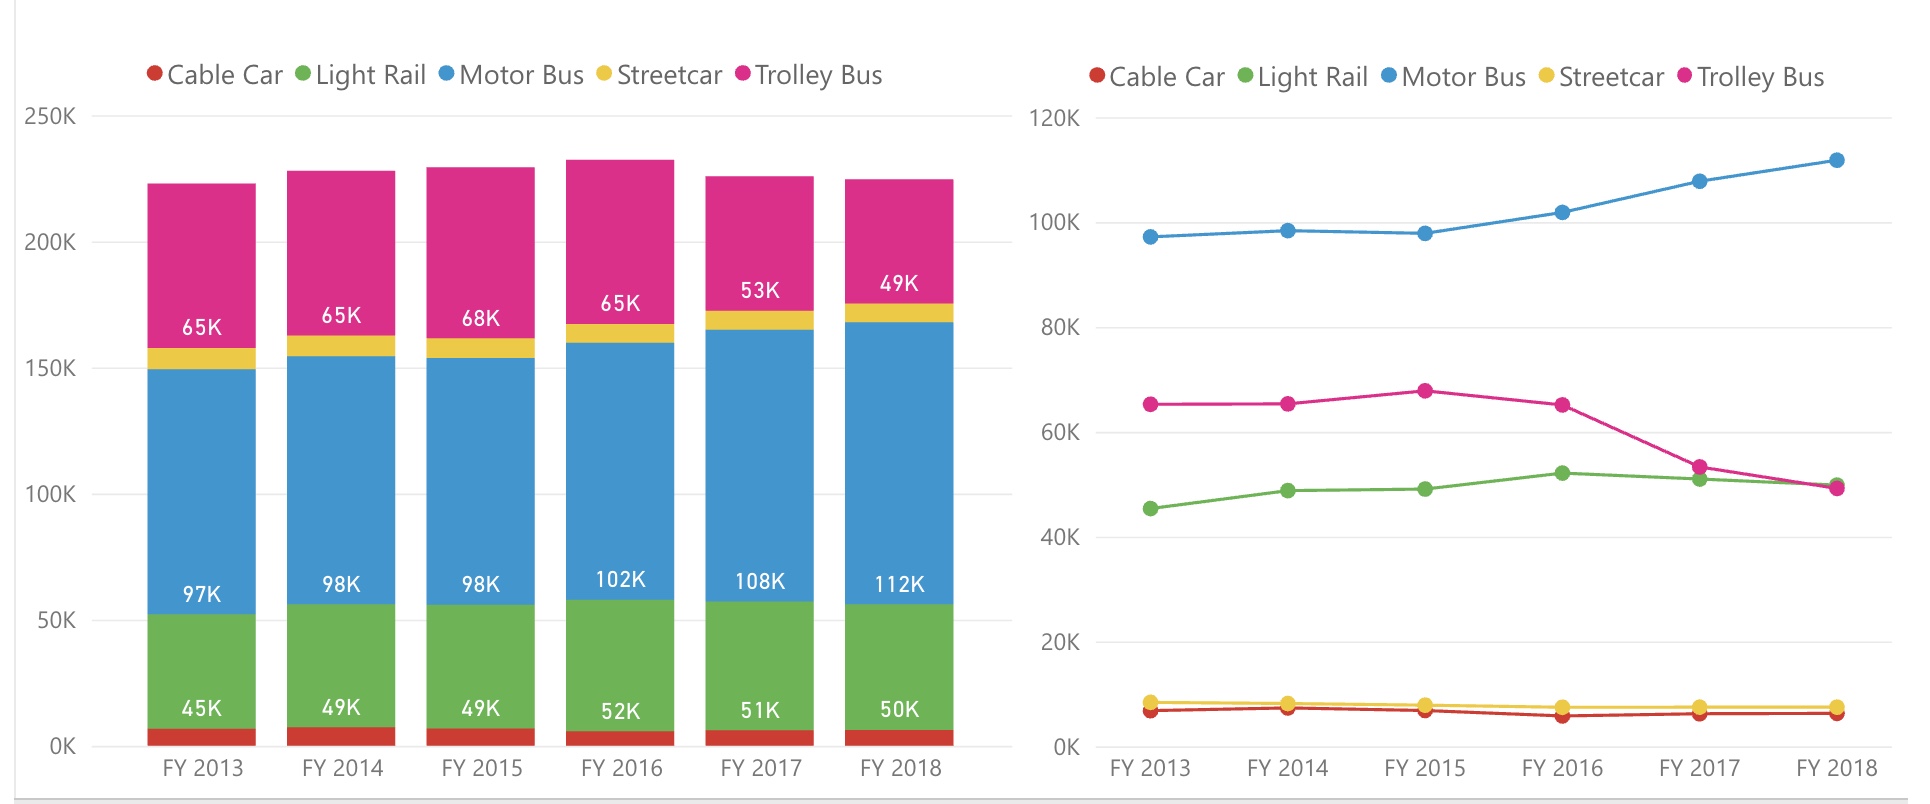 Cable Car Light Rail Motor Bus Streetcar Trolley Bus
250K
200K
150K
100K
50K
0K
65K 65K 68K 65K 53K 49K
97K 98K 98K 102K 108K 112K
45K 49K 49K 52K 51K 50K
FY 2013 FY 2014 FY 2015 FY 2016 FY 2017 FY 2018
Cable Car Light Rail Motor Bus Streetcar Trolley Bus
120K
100K
80K
60K
40K
20K
0K
FY 2013 FY 2014 FY 2015 FY 2016 FY 2017 FY 2018